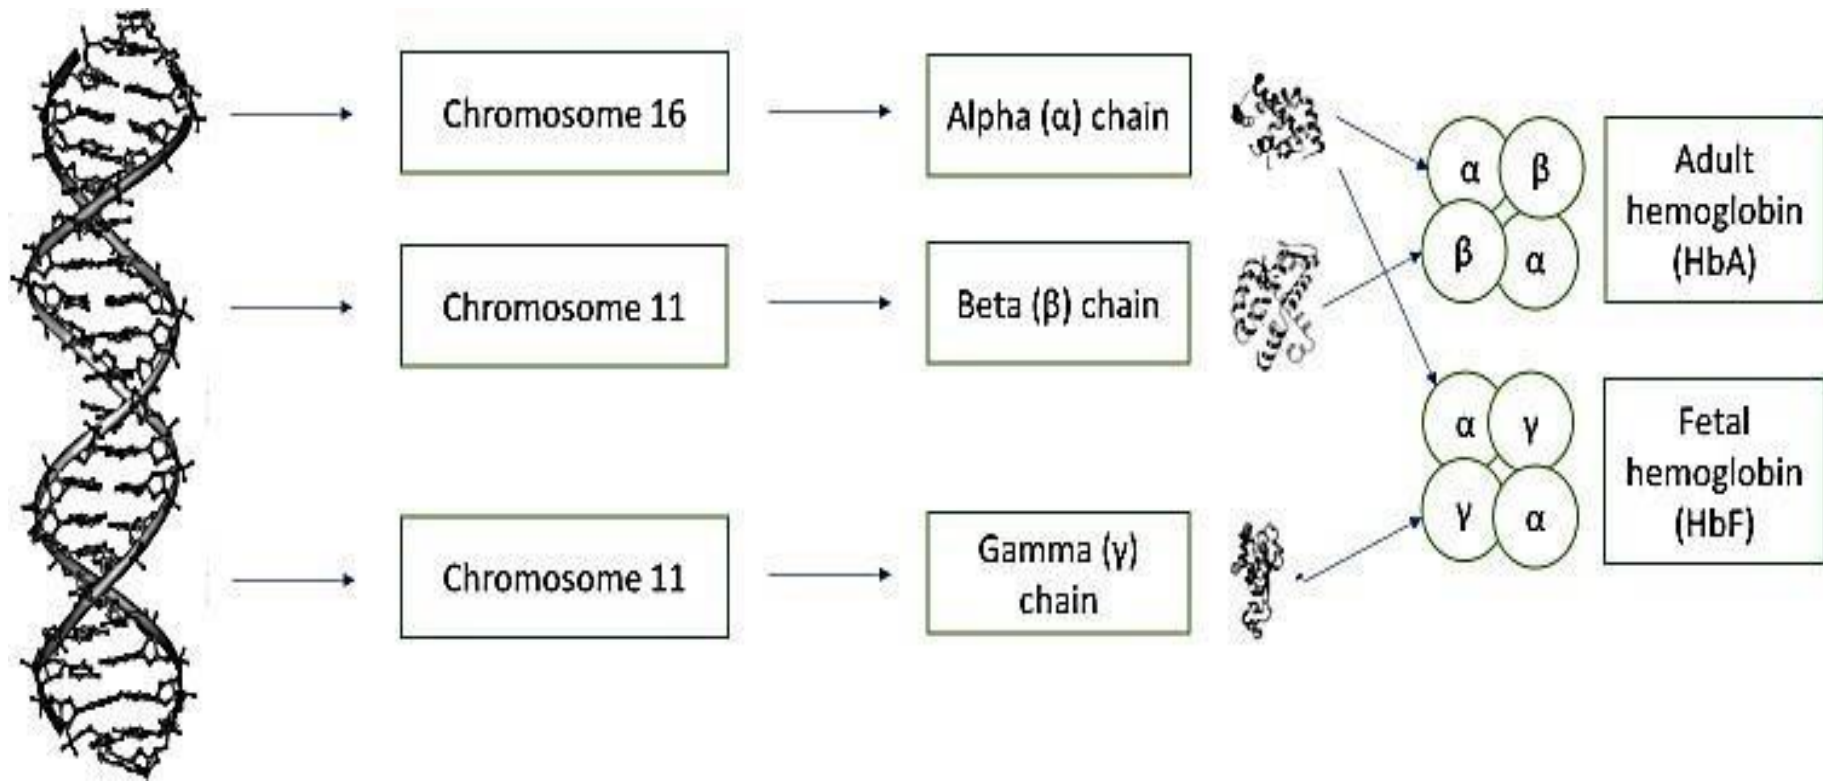 Chromosome 16
Alpha (α) chain
α
β
β
α
Adult
hemoglobin
(HbA)
Chromosome 11
Beta (β) chain
Chromosome 11
Gamma (γ)
chain
α
γ
γ
α
Fetal
hemoglobin
(HbF)